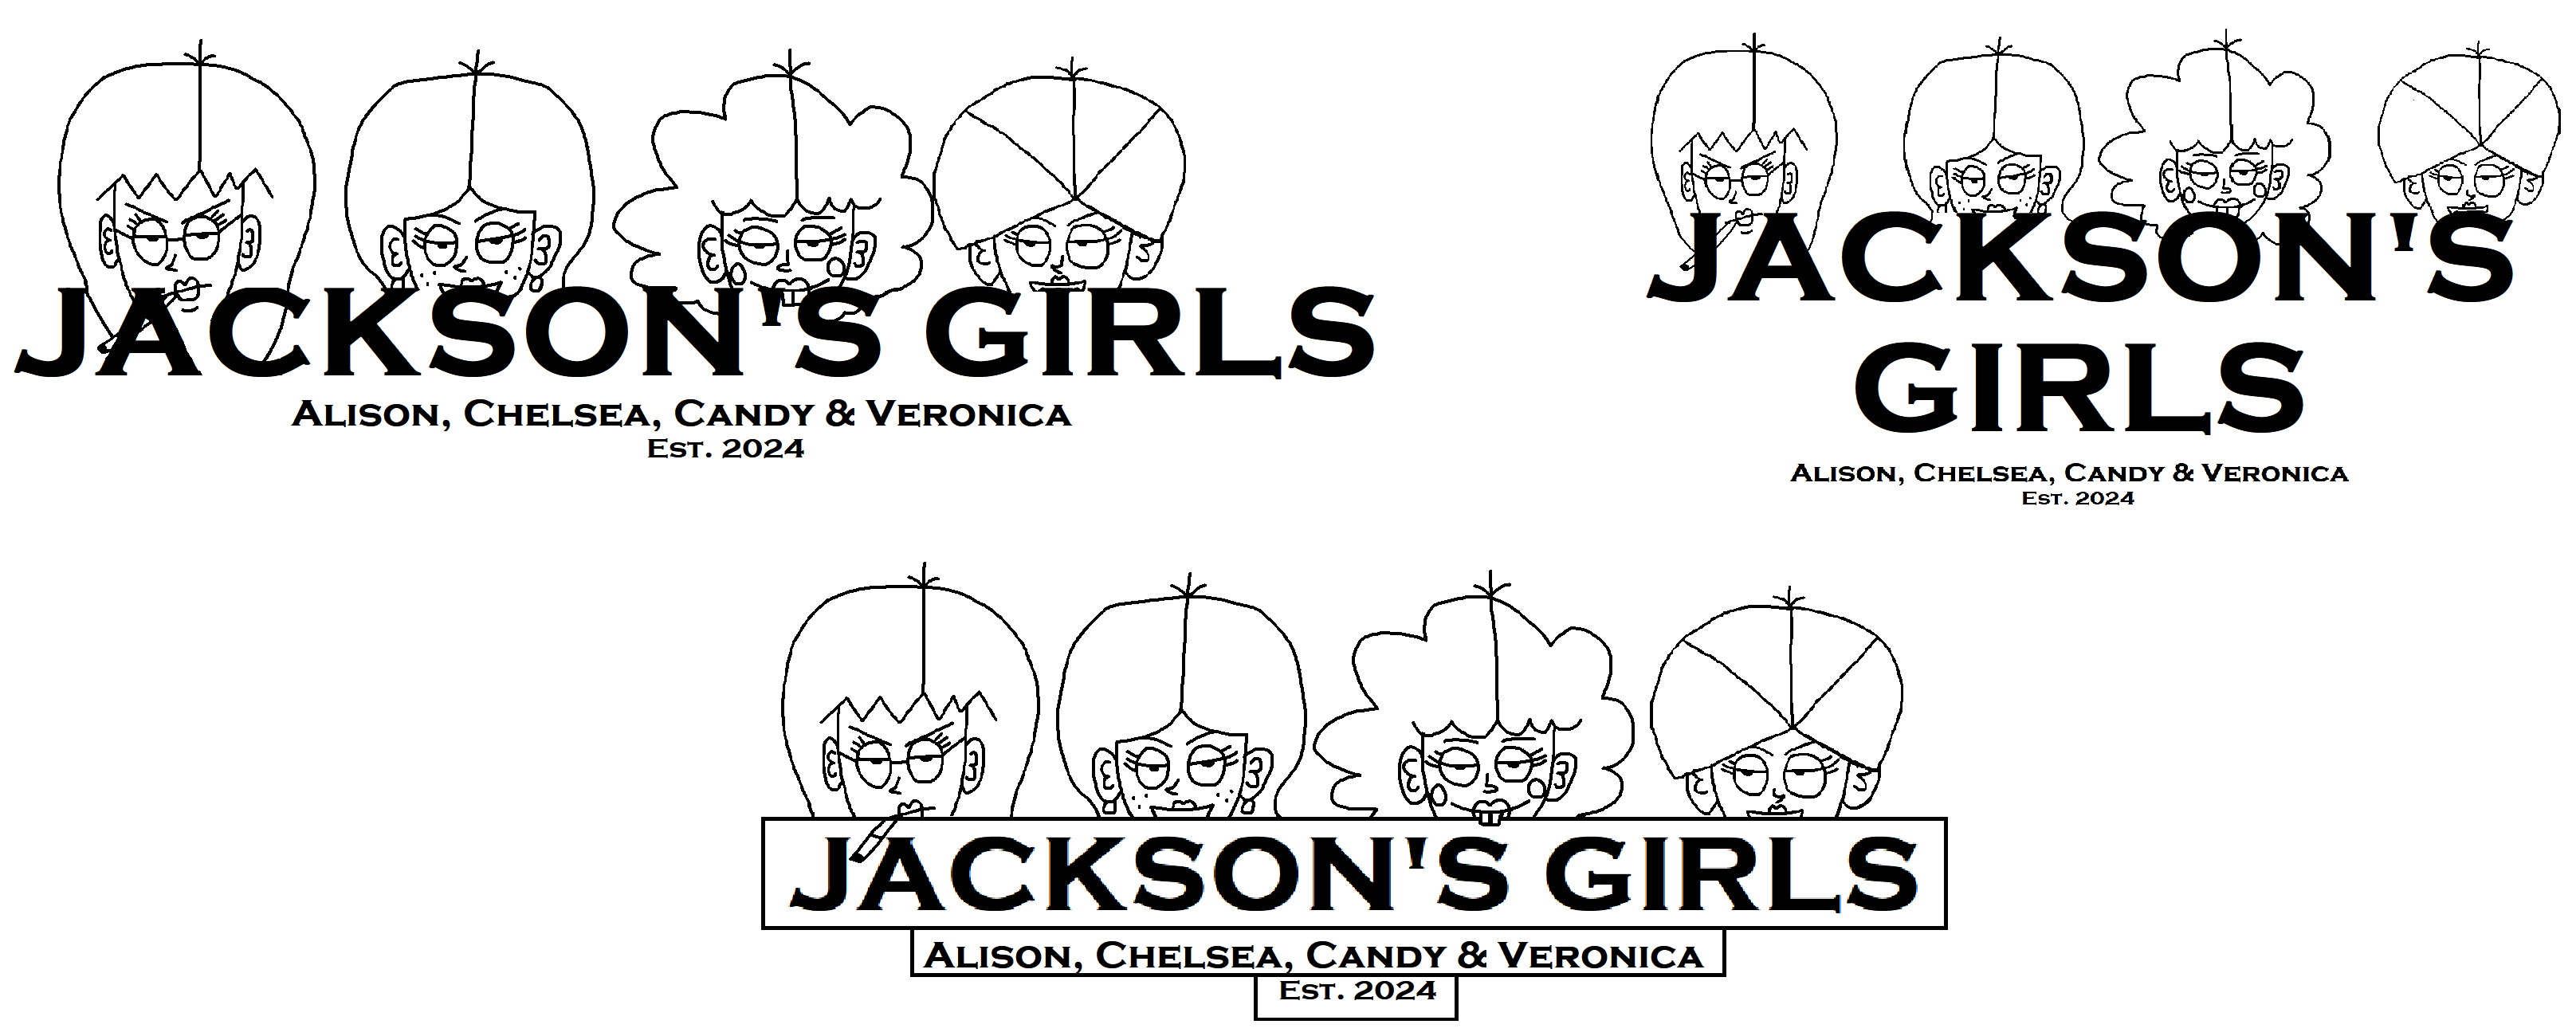 JACKSON'S GIRLS
ALISON, CHELSEA, CANDY & VERONICA
EST. 2024
JACKSON'S
GIRLS
ALISON, CHELSEA, CANDY & VERONICA
EST. 2024
JACKSON'S GIRLS
ALISON, CHELSEA, CANDY & VERONICA
EST. 2024